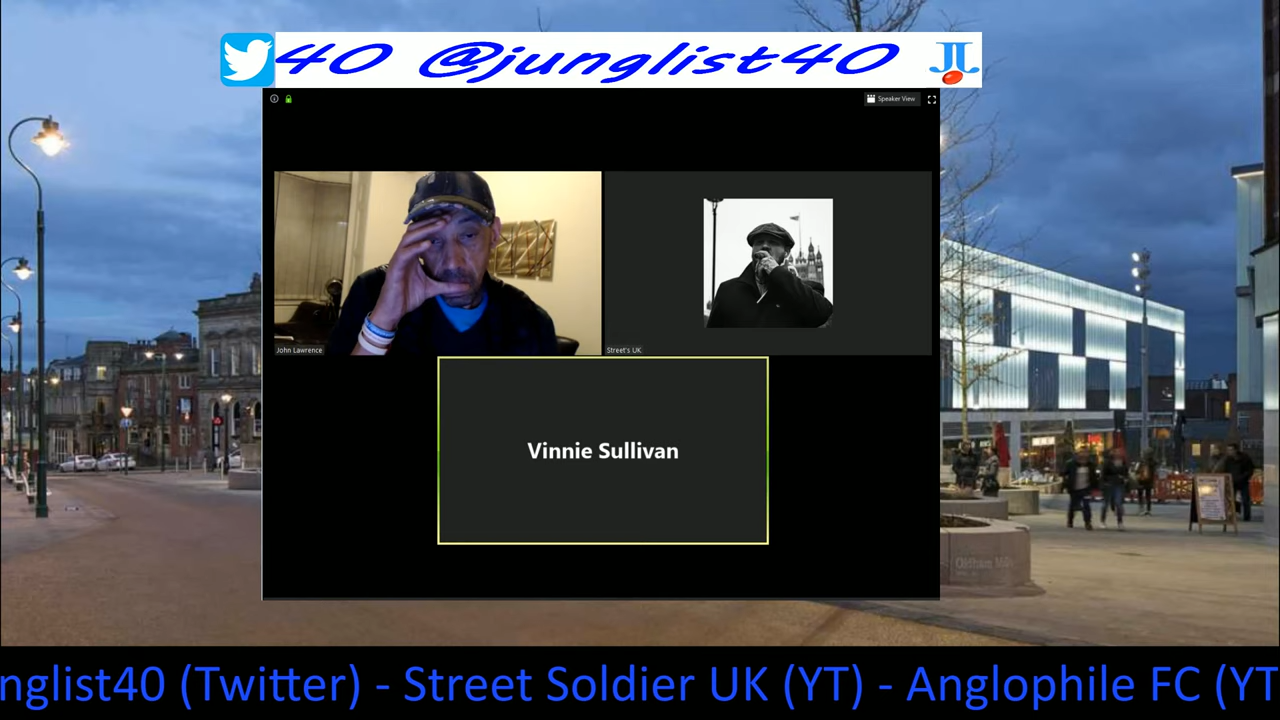 40 @junglist40
Speaker View
John Lawrence
Street's UK
Vinnie Sullivan
Oldham
nglist40 (Twitter) - Street Soldier UK (YT) - Anglophile FC (YT